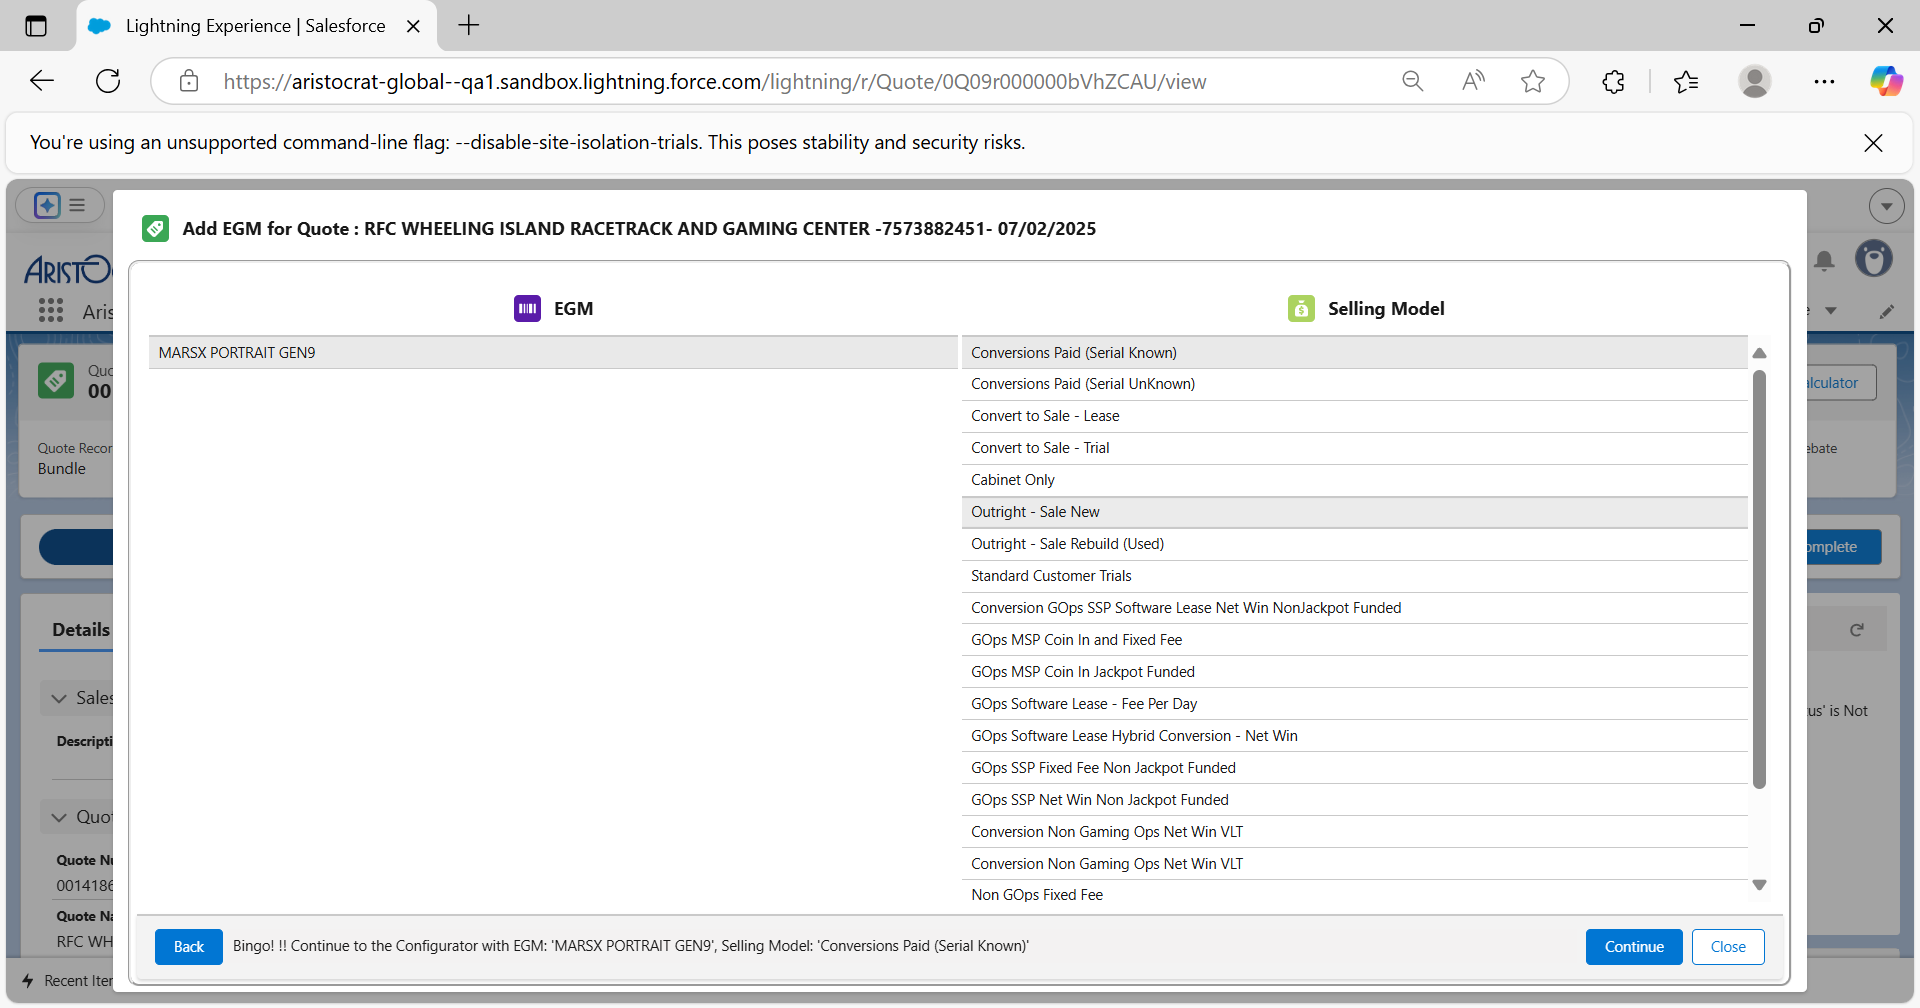 Lightning Experience | Salesforce
https://aristocrat-global--qa1.sandbox.lightning.force.com/lightning/r/Quote/0Q09r000000bVhZCAU/view
You're using an unsupported command-line flag: --disable-site-isolation-trials. This poses stability and security risks.
Add EGM for Quote : RFC WHEELING ISLAND RACETRACK AND GAMING CENTER -7573882451- 07/02/2025
EGM
Selling Model
MARSX PORTRAIT GEN9
Conversions Paid (Serial Known)
Conversions Paid (Serial UnKnown)
Convert to Sale - Lease
Convert to Sale - Trial
Cabinet Only
Outright - Sale New
Outright - Sale Rebuild (Used)
Standard Customer Trials
Conversion GOps SSP Software Lease Net Win NonJackpot Funded
GOps MSP Coin In and Fixed Fee
GOps MSP Coin In Jackpot Funded
GOps Software Lease - Fee Per Day
GOps Software Lease Hybrid Conversion - Net Win
GOps SSP Fixed Fee Non Jackpot Funded
GOps SSP Net Win Non Jackpot Funded
Conversion Non Gaming Ops Net Win VLT
Conversion Non Gaming Ops Net Win VLT
Non GOps Fixed Fee
Back
Bingo! !! Continue to the Configurator with EGM: 'MARSX PORTRAIT GEN9', Selling Model: 'Conversions Paid (Serial Known)'
Continue
Close
ARISTOC
Aris
Quo
00
Quote Recor
Bundle
Details
Sales
Descripti
Quo
Quote Nu
0014186
Quote Na
RFC WH
Recent Iter
alculator
ebate
omplete
us' is Not